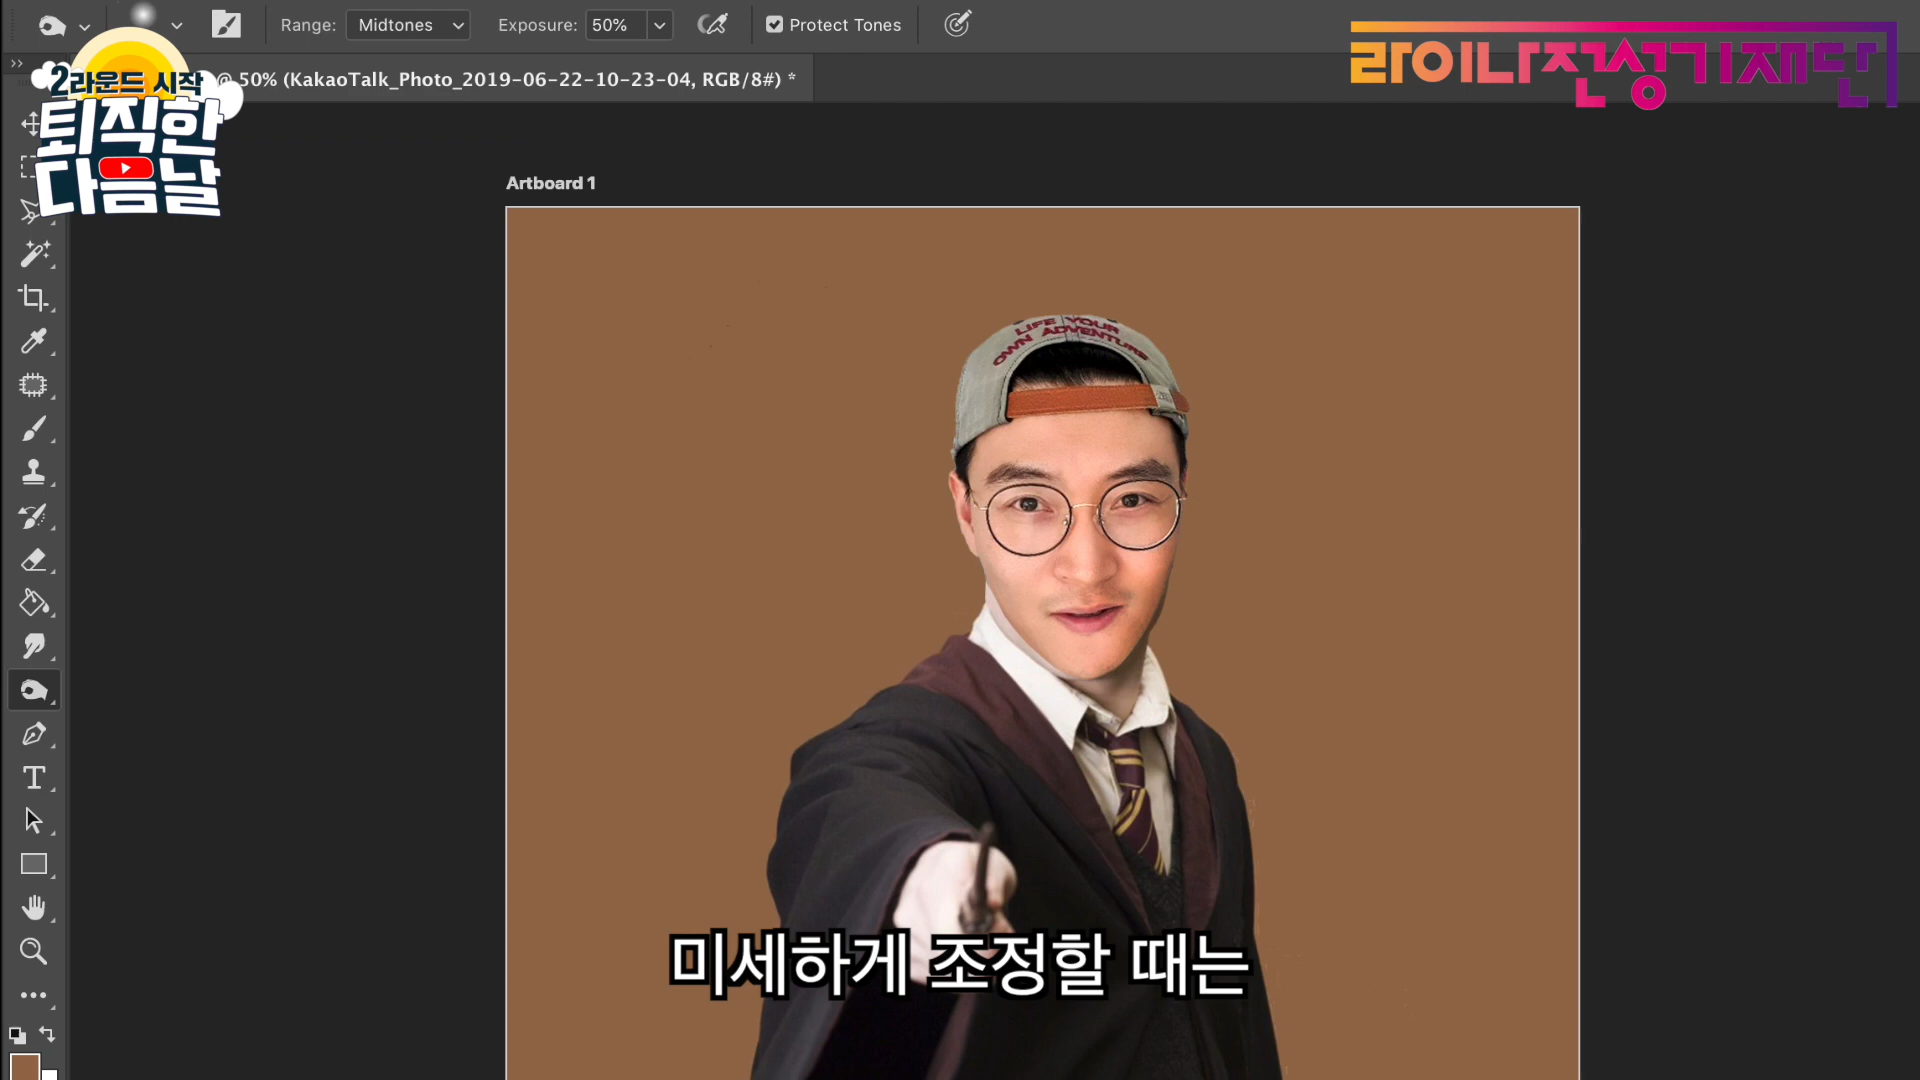 Range: Midtones Exposure: 50% Protect Tones
라이나전성기재단
2라운드 시작
퇴직한
다음날
@ 50% (KakaoTalk_Photo_2019-06-22-10-23-04, RGB/8#) *
Artboard 1
LIFE YOUR
OWN ADVENTURE
미세하게 조정할 때는